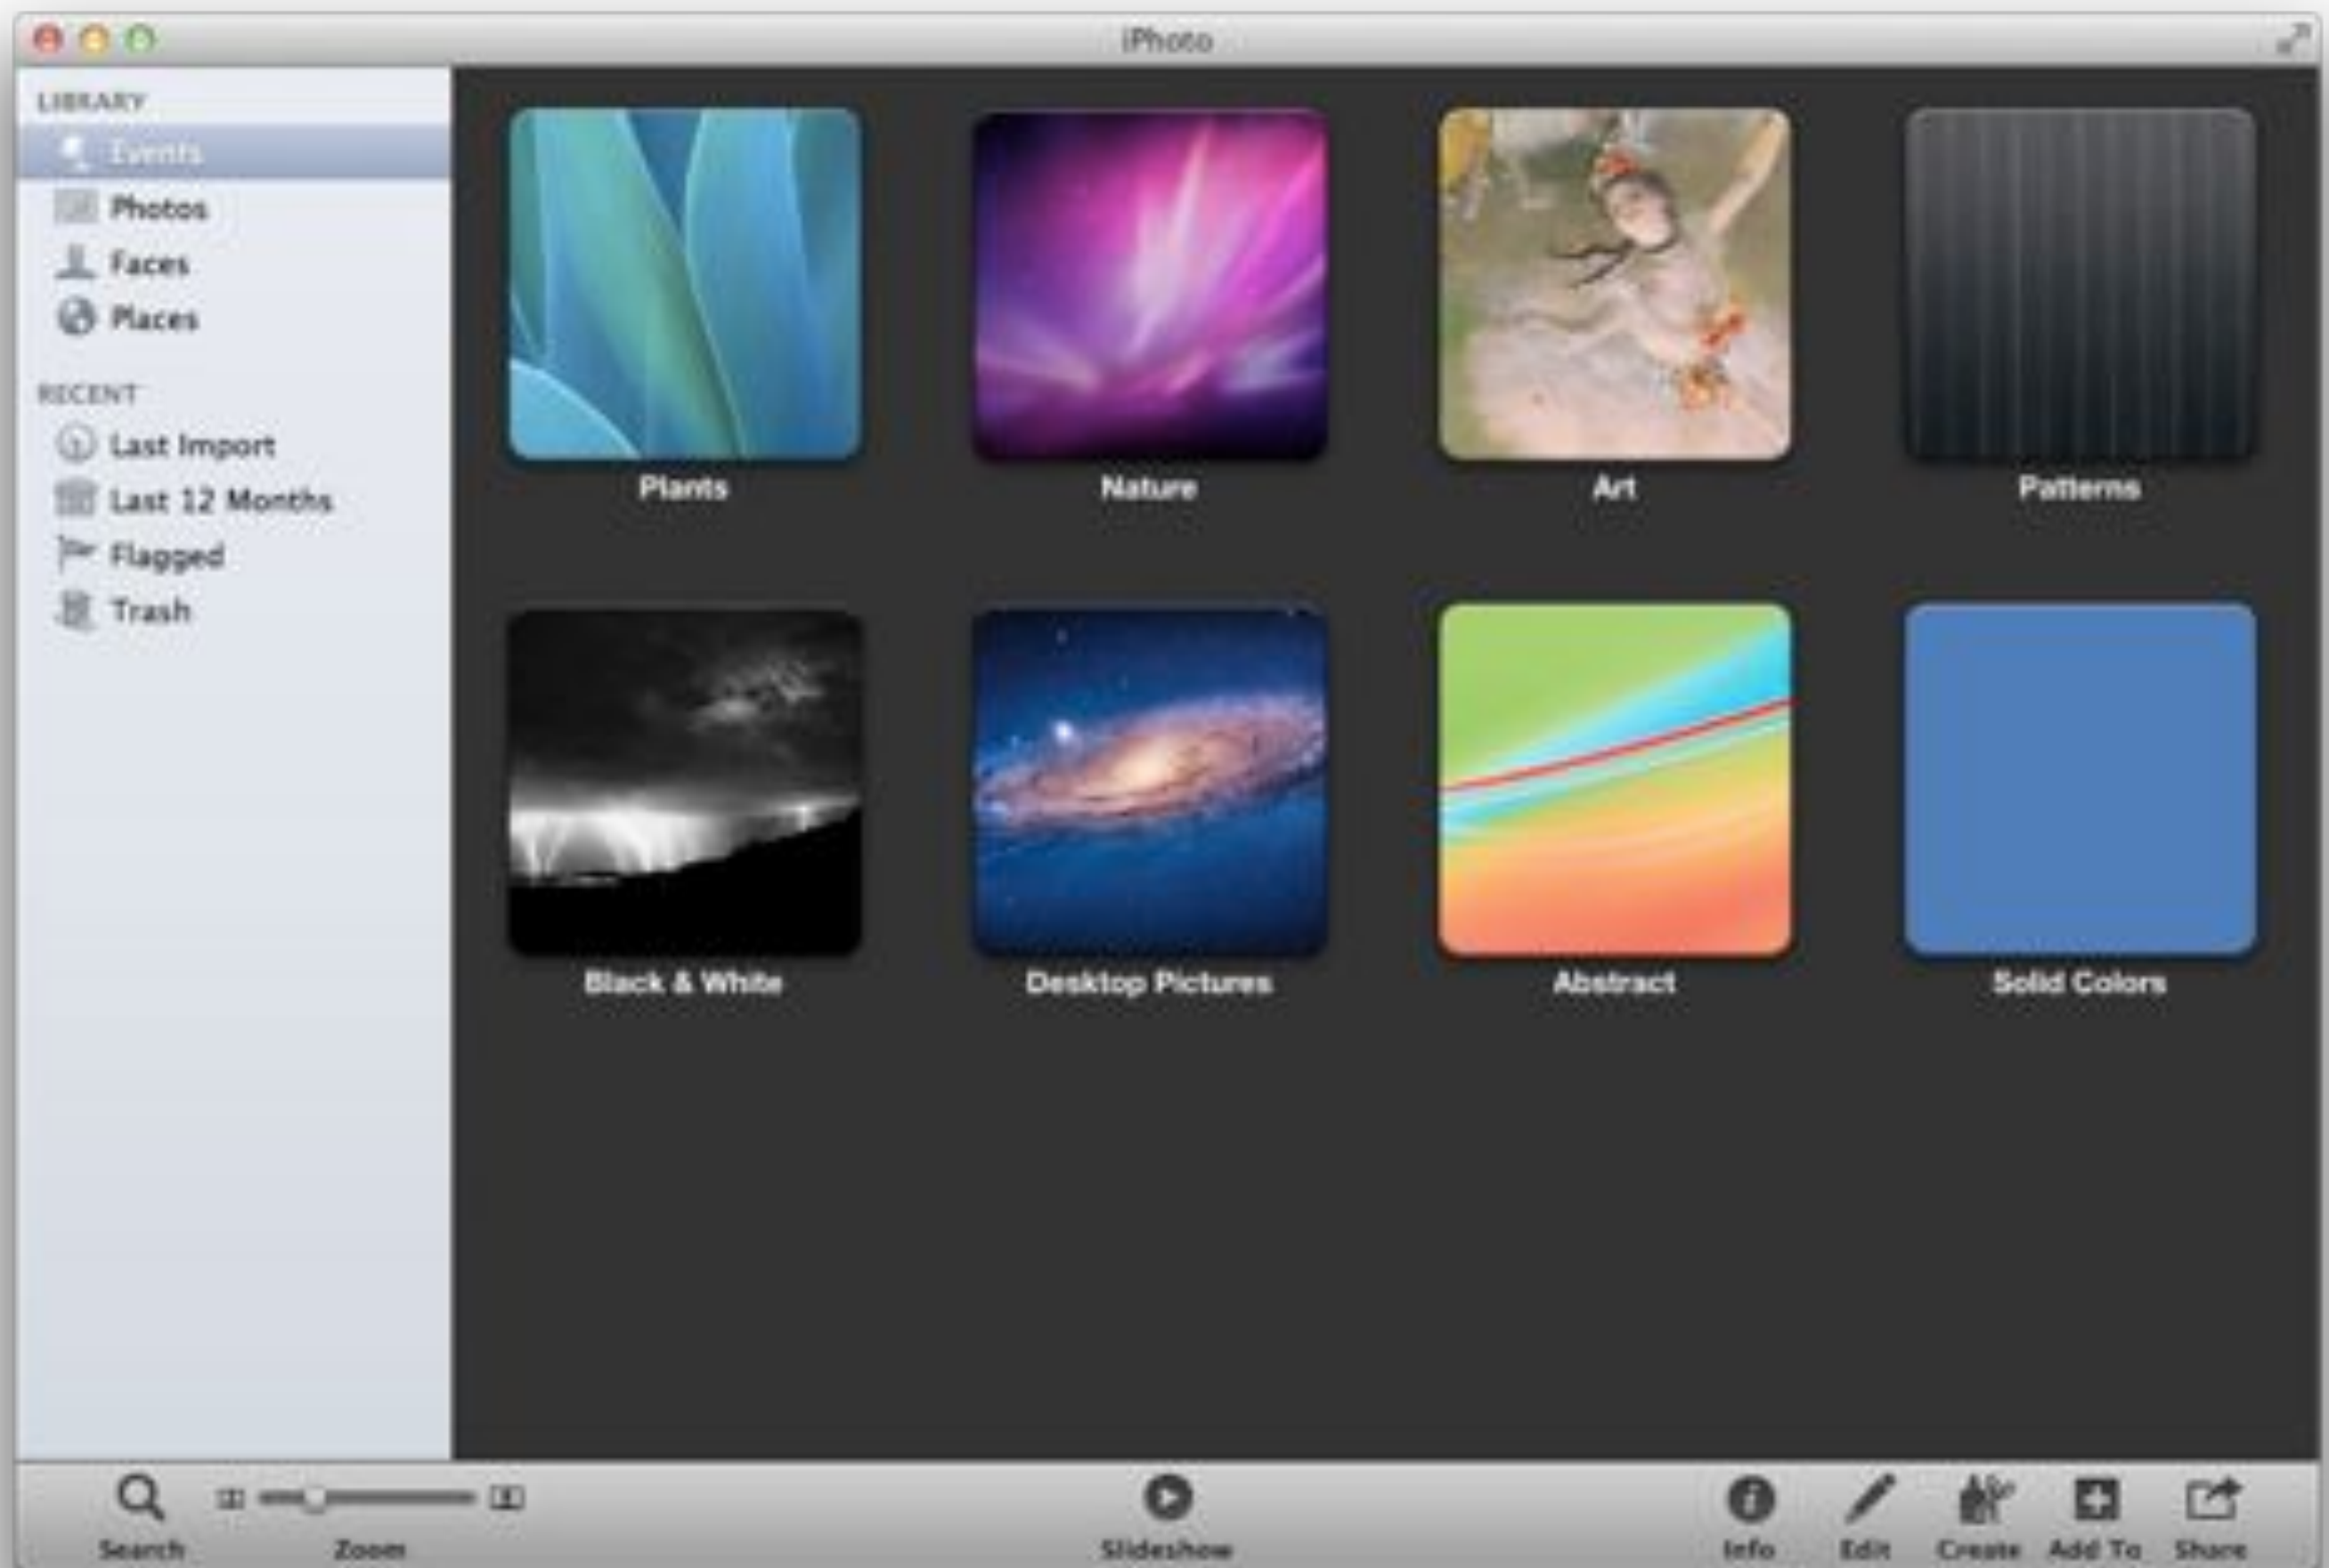 iPhoto
LIBRARY
Events
Photos
Faces
Places
RECENT
Last Import
Last 12 Months
Flagged
Trash
Plants
Nature
Art
Patterns
Black & White
Desktop Pictures
Abstract
Solid Colors
Search
Zoom
Slideshow
Info
Edit
Create
Add To
Share